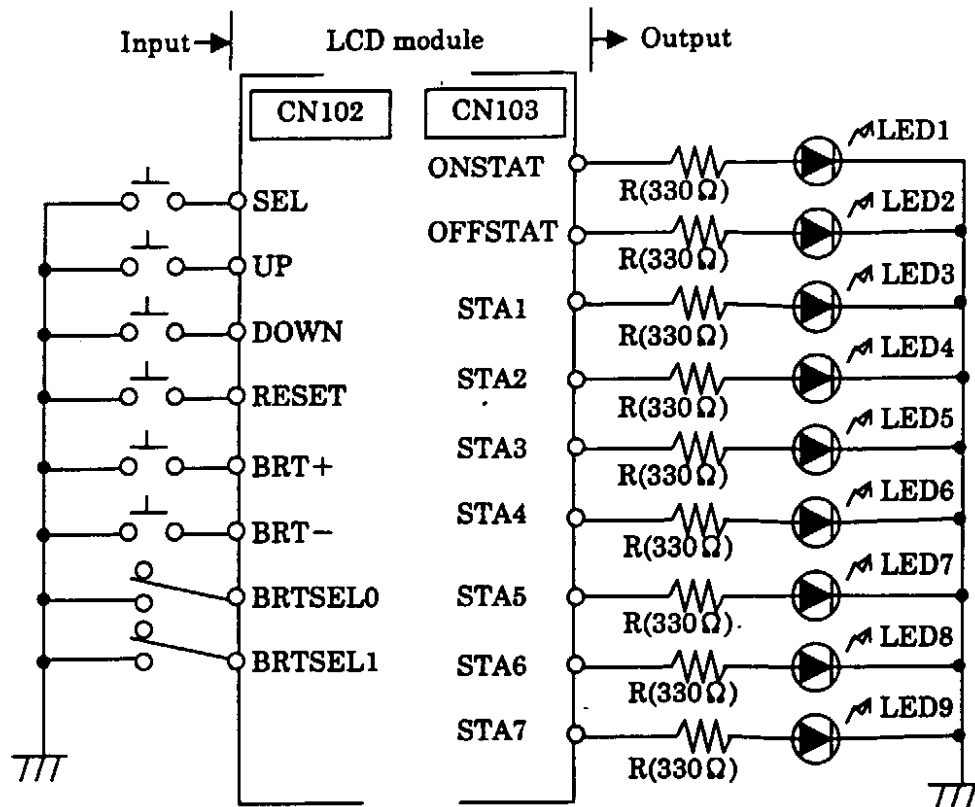 Input LCD module Output
CN102 CN103
ONSTAT R(330Ω) LED1
SEL
OFFSTAT R(330Ω) LED2
UP
STA1 R(330Ω) LED3
DOWN
STA2 R(330Ω) LED4
RESET
STA3 R(330Ω) LED5
BRT+
STA4 R(330Ω) LED6
BRT−
STA5 R(330Ω) LED7
BRTSEL0
STA6 R(330Ω) LED8
BRTSEL1
STA7 R(330Ω) LED9